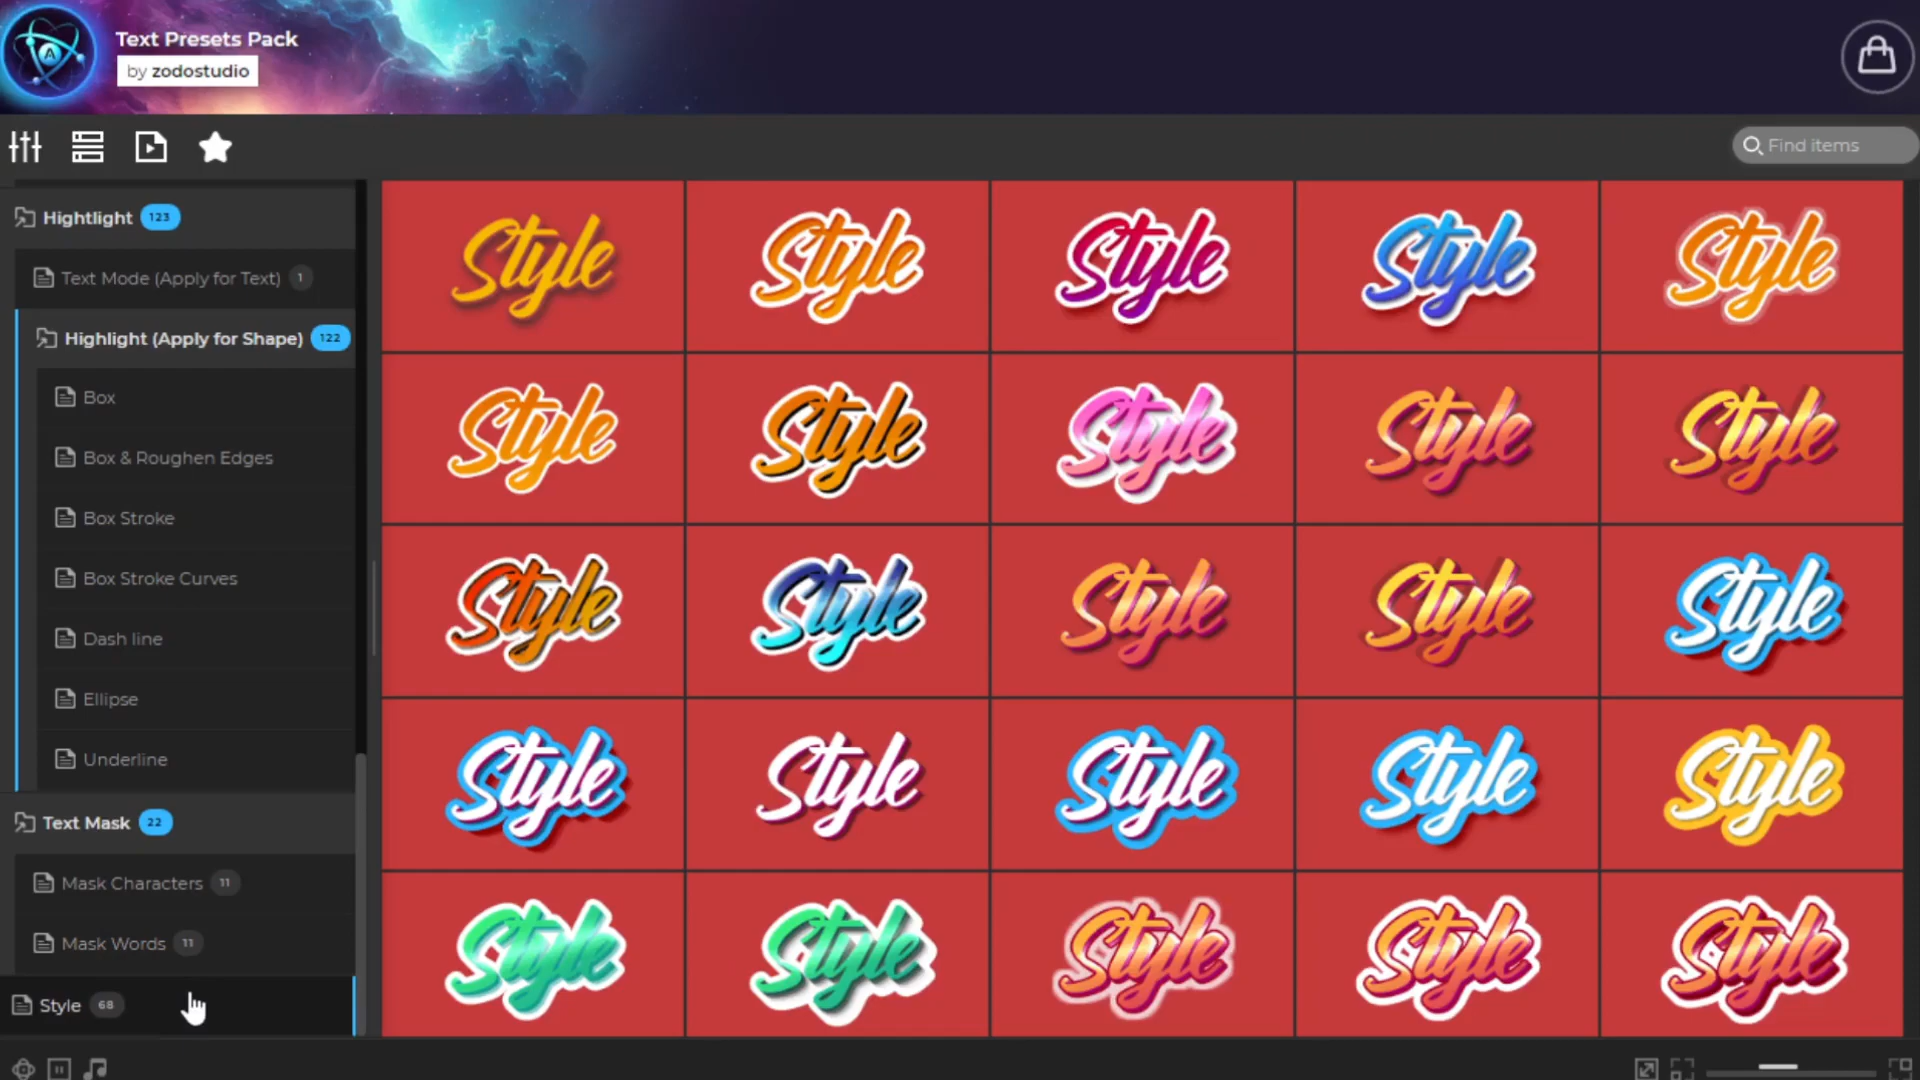 Text Presets Pack
by zodostudio
Find items
Hightlight 123
Text Mode (Apply for Text) 1
Highlight (Apply for Shape) 122
Box
Box & Roughen Edges
Box Stroke
Box Stroke Curves
Dash line
Ellipse
Underline
Text Mask 22
Mask Characters 11
Mask Words 11
Style 68
Style Style Style Style Style
Style Style Style Style Style
Style Style Style Style Style
Style Style Style Style Style
Style Style Style Style Style